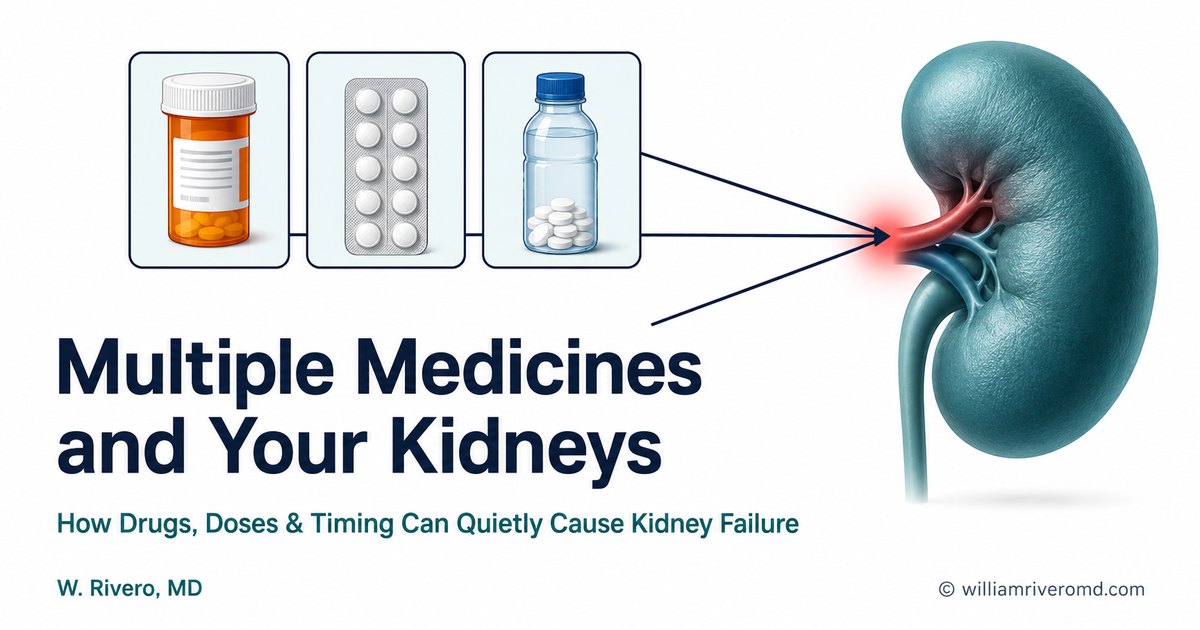 Multiple Medicines
and Your Kidneys
How Drugs, Doses & Timing Can Quietly Cause Kidney Failure
W. Rivero, MD
© williamriveromd.com